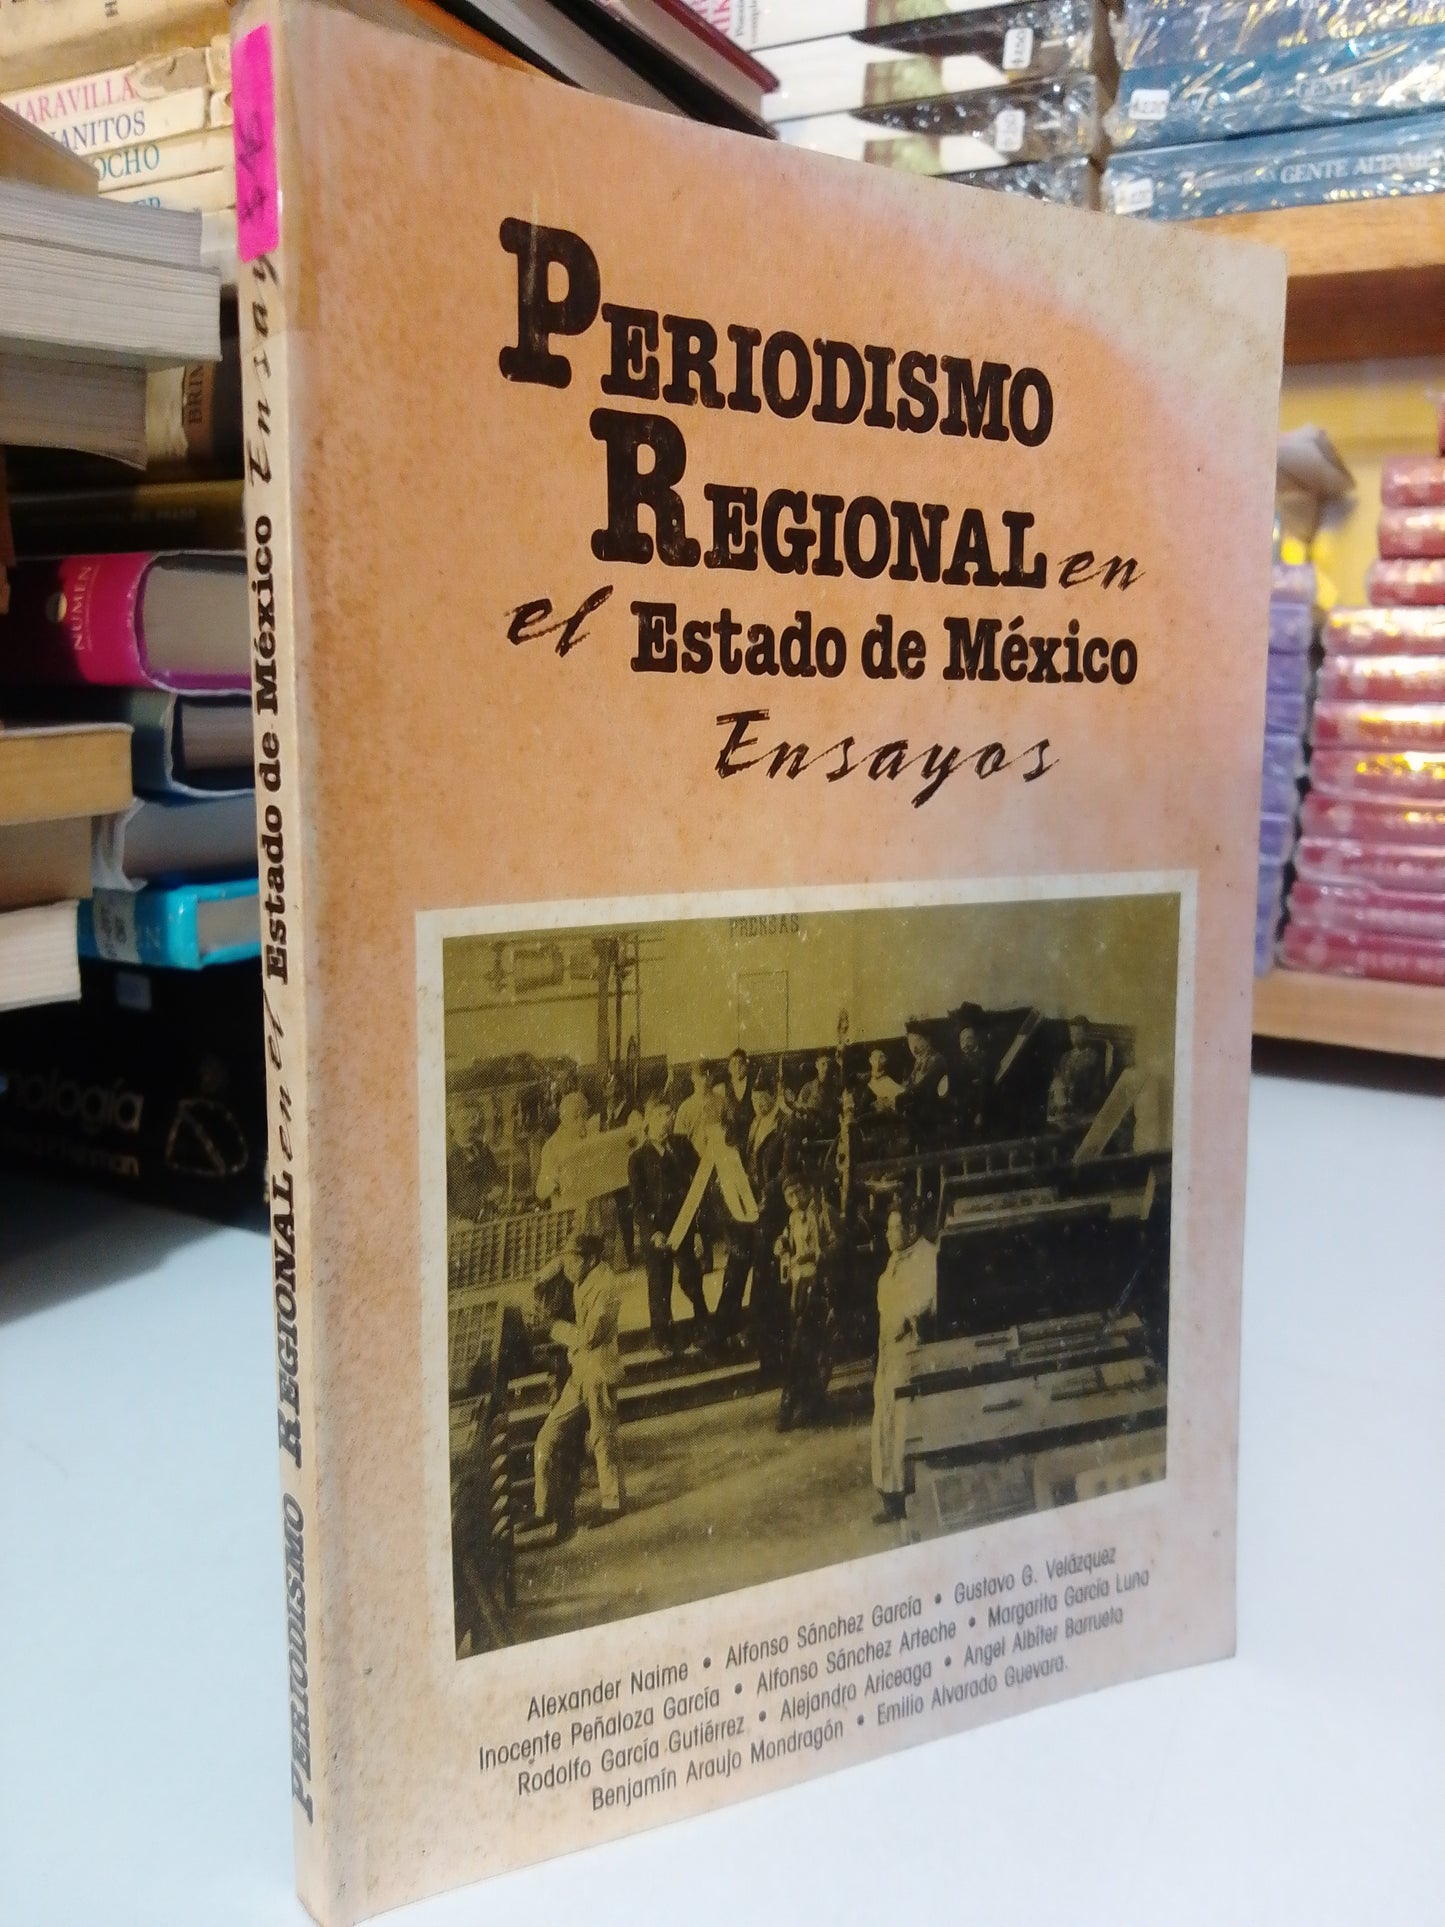 PERIODISMO
REGIONAL en
el Estado de México
Ensayos
PRENSAS
Alexander Naime • Alfonso Sánchez García • Gustavo G. Velázquez
Inocente Peñaloza García • Alfonso Sánchez Arteche • Margarita García Luna
Rodolfo García Gutiérrez • Alejandro Ariceaga • Angel Albíter Barrueta
Benjamín Araujo Mondragón • Emilio Alvarado Guevara.
PERIODISMO REGIONAL en el Estado de México Ensayos
MARAVILLA
ANITOS
OCHO
NUMEN
GENTE ALTAME